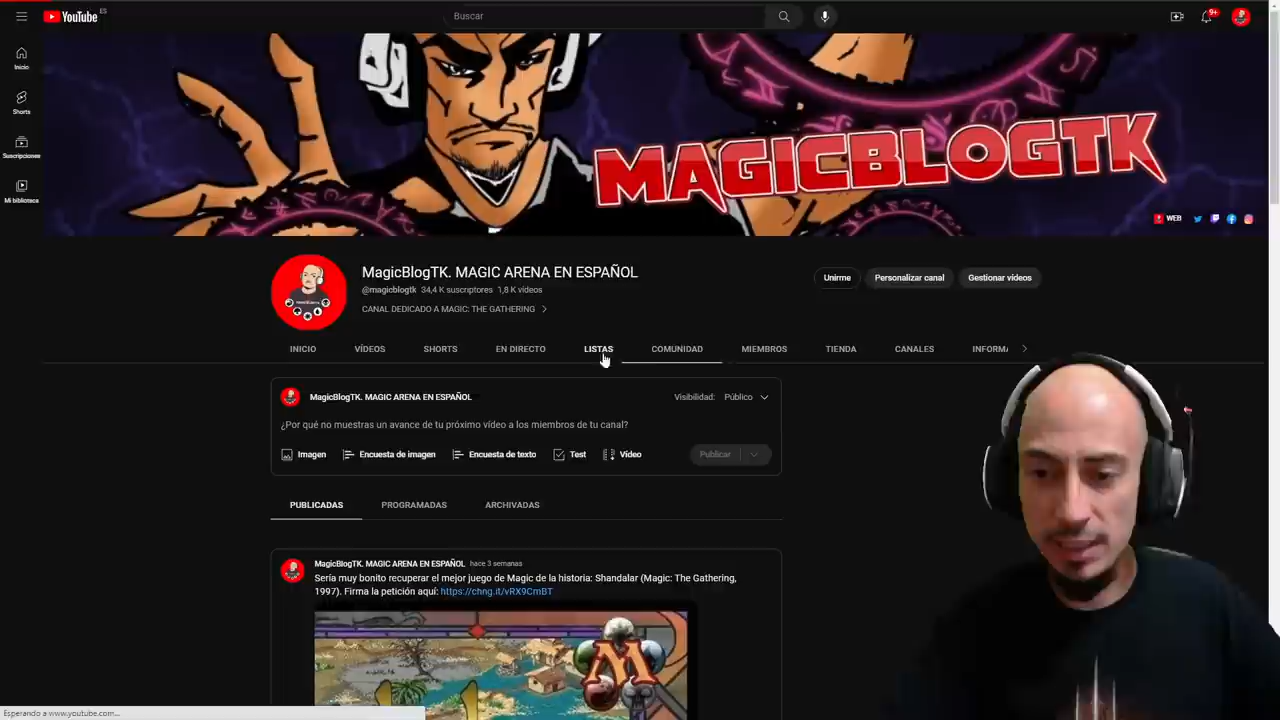 YouTube ES
Buscar
9+
Inicio
Shorts
Suscripciones
Mi biblioteca
MAGICBLOGTK
WEB
MagicBlogTK. MAGIC ARENA EN ESPAÑOL
@magicblogtk 34,4 K suscriptores 1,8 K vídeos
CANAL DEDICADO A MAGIC: THE GATHERING
Unirme
Personalizar canal
Gestionar vídeos
INICIO VÍDEOS SHORTS EN DIRECTO LISTAS COMUNIDAD MIEMBROS TIENDA CANALES INFORMA
MagicBlogTK. MAGIC ARENA EN ESPAÑOL
Visibilidad: Público
¿Por qué no muestras un avance de tu próximo vídeo a los miembros de tu canal?
Imagen Encuesta de imagen Encuesta de texto Test Vídeo Publicar
PUBLICADAS PROGRAMADAS ARCHIVADAS
MagicBlogTK. MAGIC ARENA EN ESPAÑOL hace 3 semanas
Sería muy bonito recuperar el mejor juego de Magic de la historia: Shandalar (Magic: The Gathering,
1997). Firma la petición aquí: https://chng.it/vRX9CmBT
M
Esperando a www.youtube.com...